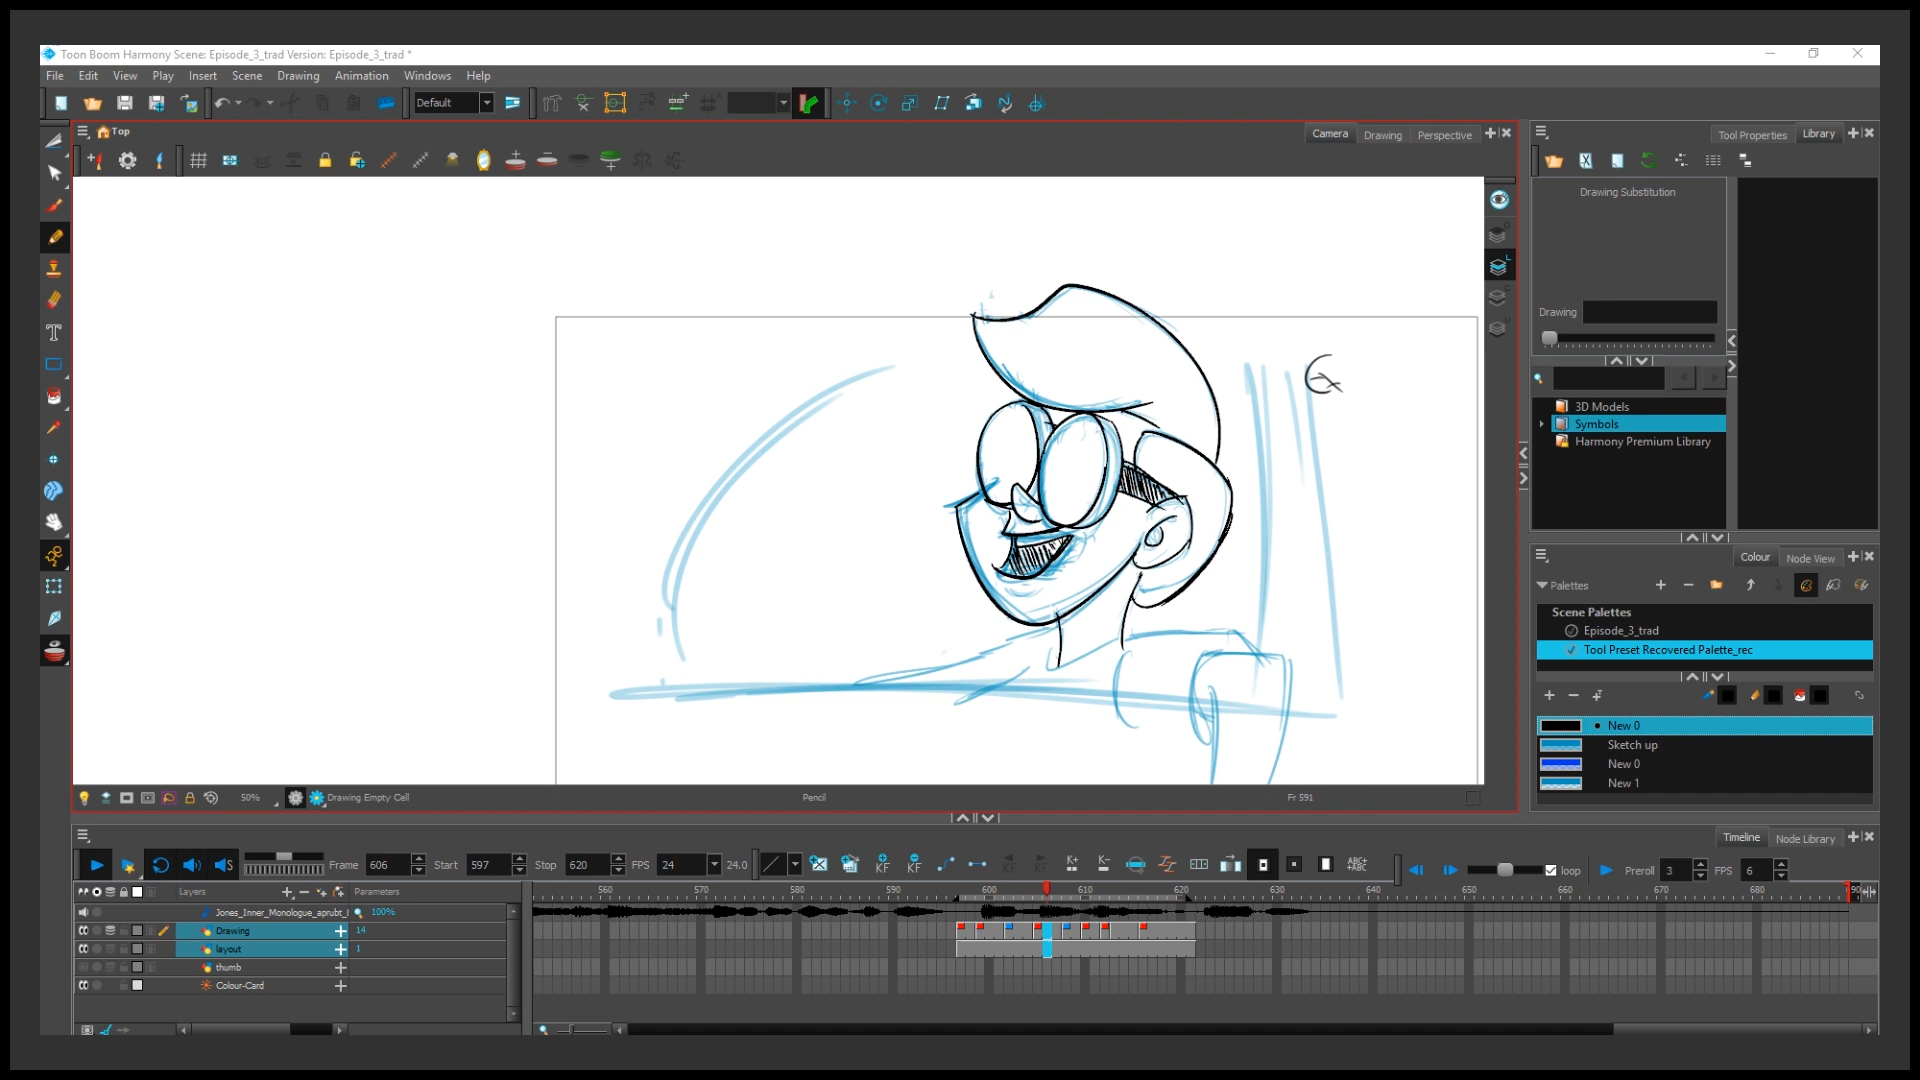 Toon Boom Harmony Scene: Episode_3_trad Version: Episode_3_trad *
File Edit View Play Insert Scene Drawing Animation Windows Help
Default
Top
Camera Drawing Perspective
Tool Properties Library
Drawing Substitution
Drawing
3D Models
Symbols
Harmony Premium Library
Colour Node View
Palettes
Scene Palettes
Episode_3_trad
Tool Preset Recovered Palette_rec
New 0
Sketch up
New 0
New 1
50% Drawing Empty Cell Pencil Fr 591
Timeline Node Library
Frame 606 Start 597 Stop 620 FPS 24 24.0 KF KF K+ K- ABC+ +ABC loop Preroll 3 FPS 6
Layers Parameters 560 570 580 590 600 610 620 630 640 650 660 670 680
Jones_Inner_Monologue_aprubt_ 100%
Drawing 14
layout 1
thumb
Colour-Card